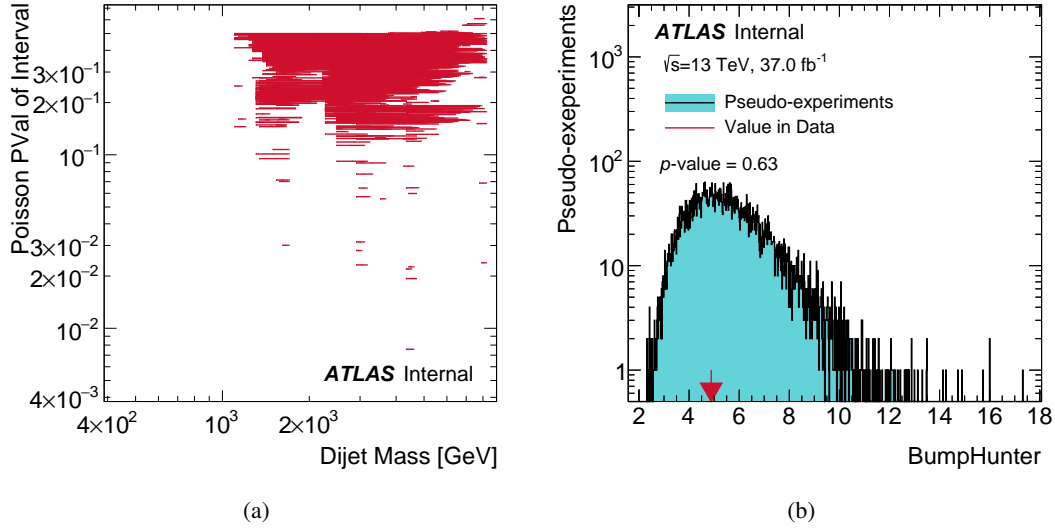 Poisson PVal of Interval
3×10⁻¹
2×10⁻¹
10⁻¹
3×10⁻²
2×10⁻²
10⁻²
4×10⁻³
ATLAS Internal
4×10² 10³ 2×10³
Dijet Mass [GeV]
(a)
Pseudo-exeperiments
10³
10²
10
1
ATLAS Internal
√s=13 TeV, 37.0 fb⁻¹
Pseudo-experiments
Value in Data
p-value = 0.63
2 4 6 8 10 12 14 16 18
BumpHunter
(b)